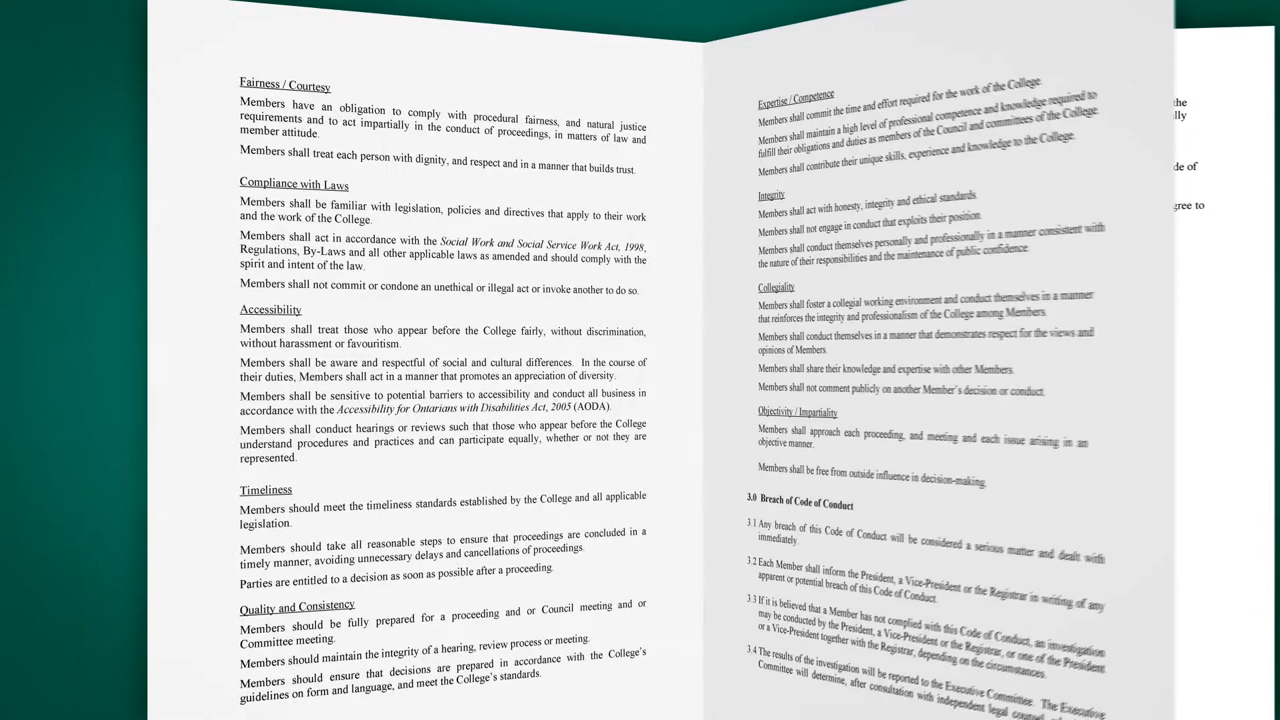 Fairness / Courtesy
Members have an obligation to comply with procedural fairness, and natural justice
requirements and to act impartially in the conduct of proceedings, in matters of law and
member attitude.
Members shall treat each person with dignity, and respect and in a manner that builds trust.
Compliance with Laws
Members shall be familiar with legislation, policies and directives that apply to their work
and the work of the College.
Members shall act in accordance with the Social Work and Social Service Work Act, 1998,
Regulations, By-Laws and all other applicable laws as amended and should comply with the
spirit and intent of the law.
Members shall not commit or condone an unethical or illegal act or invoke another to do so.
Accessibility
Members shall treat those who appear before the College fairly, without discrimination,
without harassment or favouritism.
Members shall be aware and respectful of social and cultural differences. In the course of
their duties, Members shall act in a manner that promotes an appreciation of diversity.
Members shall be sensitive to potential barriers to accessibility and conduct all business in
accordance with the Accessibility for Ontarians with Disabilities Act, 2005 (AODA).
Members shall conduct hearings or reviews such that those who appear before the College
understand procedures and practices and can participate equally, whether or not they are
represented.
Timeliness
Members should meet the timeliness standards established by the College and all applicable
legislation.
Members should take all reasonable steps to ensure that proceedings are concluded in a
timely manner, avoiding unnecessary delays and cancellations of proceedings.
Parties are entitled to a decision as soon as possible after a proceeding.
Quality and Consistency
Members should be fully prepared for a proceeding and or Council meeting and or
Committee meeting.
Members should maintain the integrity of a hearing, review process or meeting.
Members should ensure that decisions are prepared in accordance with the College's
guidelines on form and language, and meet the College's standards.
Expertise / Competence
Members shall commit the time and effort required for the work of the College.
Members shall maintain a high level of professional competence and knowledge required to
fulfill their obligations and duties as members of the Council and committees of the College.
Members shall contribute their unique skills, experience and knowledge to the College.
Integrity
Members shall act with honesty, integrity and ethical standards.
Members shall not engage in conduct that exploits their position.
Members shall conduct themselves personally and professionally in a manner consistent with
the nature of their responsibilities and the maintenance of public confidence.
Collegiality
Members shall foster a collegial working environment and conduct themselves in a manner
that reinforces the integrity and professionalism of the College among Members.
Members shall conduct themselves in a manner that demonstrates respect for the views and
opinions of Members.
Members shall share their knowledge and expertise with other Members.
Members shall not comment publicly on another Member's decision or conduct.
Objectivity / Impartiality
Members shall approach each proceeding, and meeting and each issue arising in an
objective manner.
Members shall be free from outside influence in decision-making.
3.0 Breach of Code of Conduct
3.1 Any breach of this Code of Conduct will be considered a serious matter and dealt with
immediately.
3.2 Each Member shall inform the President, a Vice-President or the Registrar in writing of any
apparent or potential breach of this Code of Conduct.
3.3 If it is believed that a Member has not complied with this Code of Conduct, an investigation
may be conducted by the President, a Vice-President or the Registrar, or one of the President
or a Vice-President together with the Registrar, depending on the circumstances.
3.4 The results of the investigation will be reported to the Executive Committee. The Executive
Committee will determine, after consultation with independent legal
the
de of
gree to